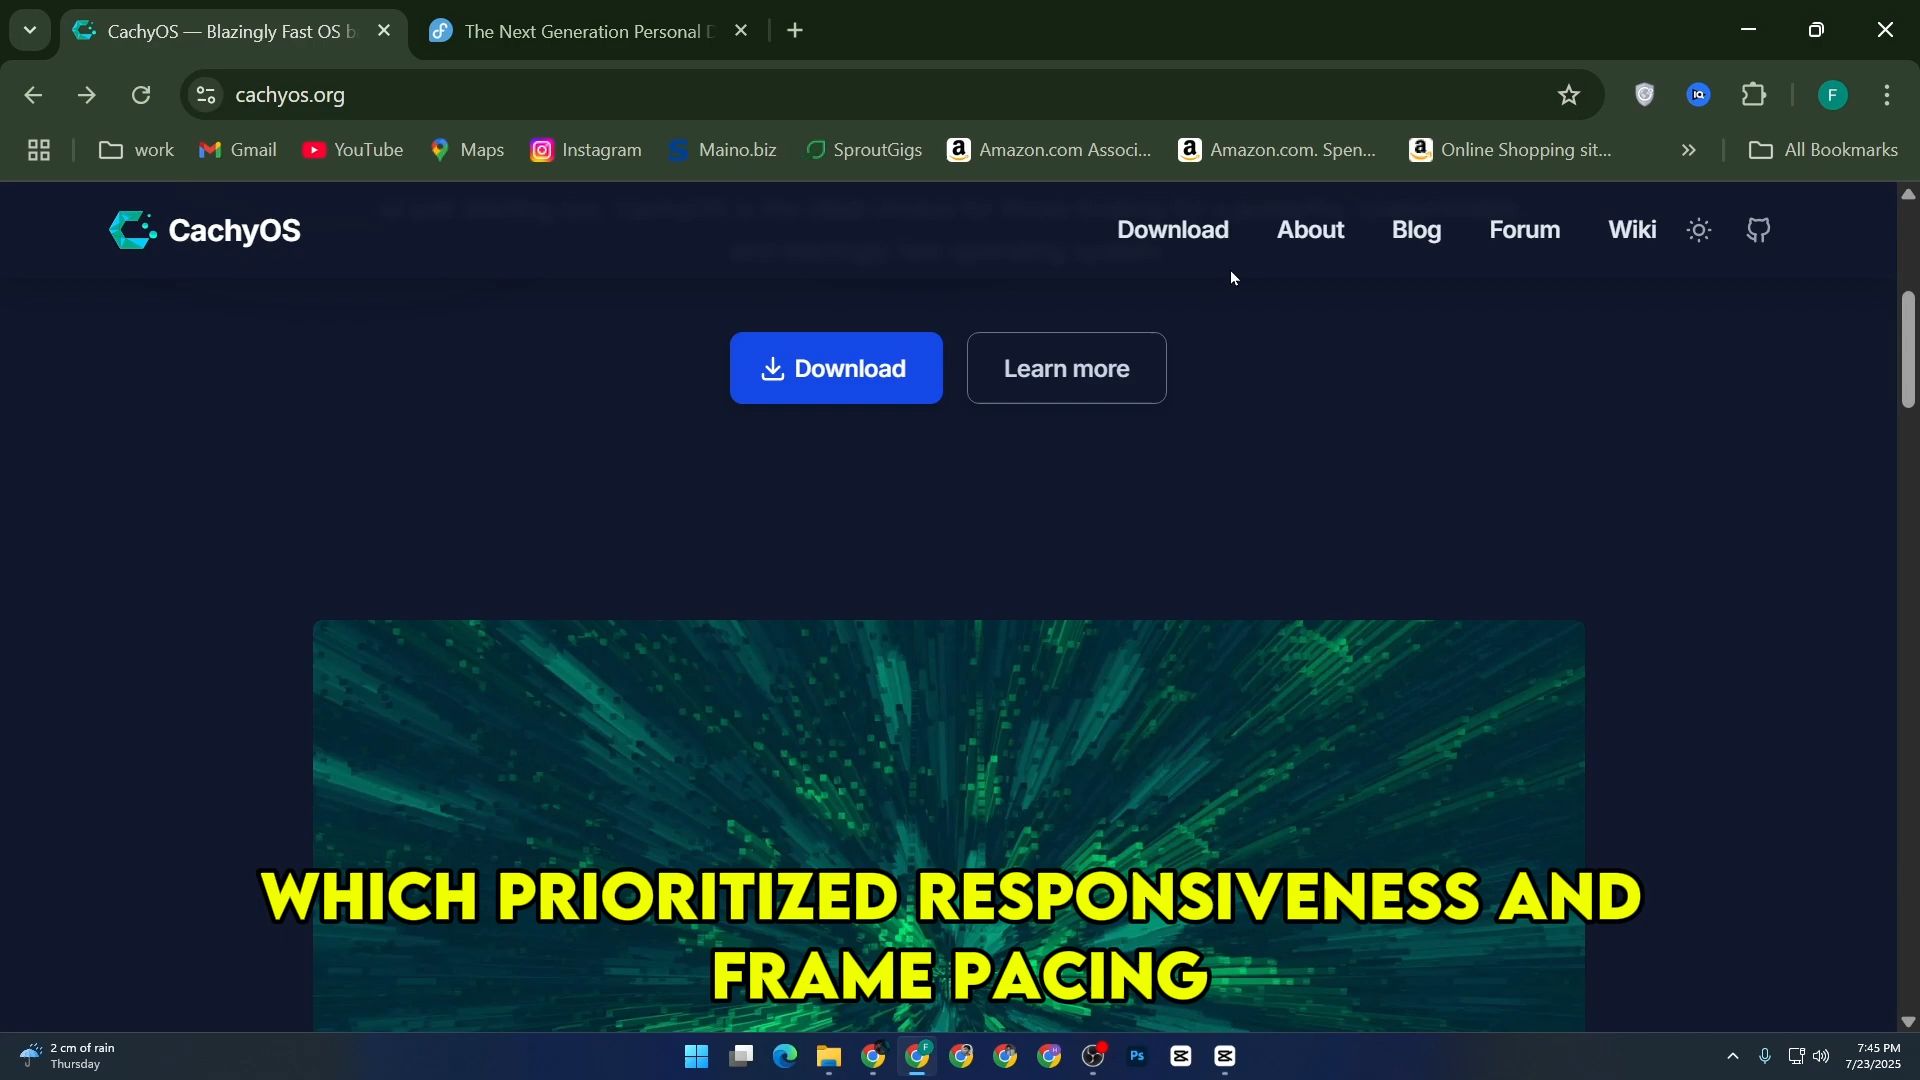 CachyOS — Blazingly Fast OS b
The Next Generation Personal D
cachyos.org
F
work
Gmail
YouTube
Maps
Instagram
Maino.biz
SproutGigs
Amazon.com Associ...
Amazon.com. Spen...
Online Shopping sit...
All Bookmarks
CachyOS
Download
About
Blog
Forum
Wiki
Download
Learn more
WHICH PRIORITIZED RESPONSIVENESS AND
FRAME PACING
2 cm of rain
Thursday
7:45 PM
7/23/2025